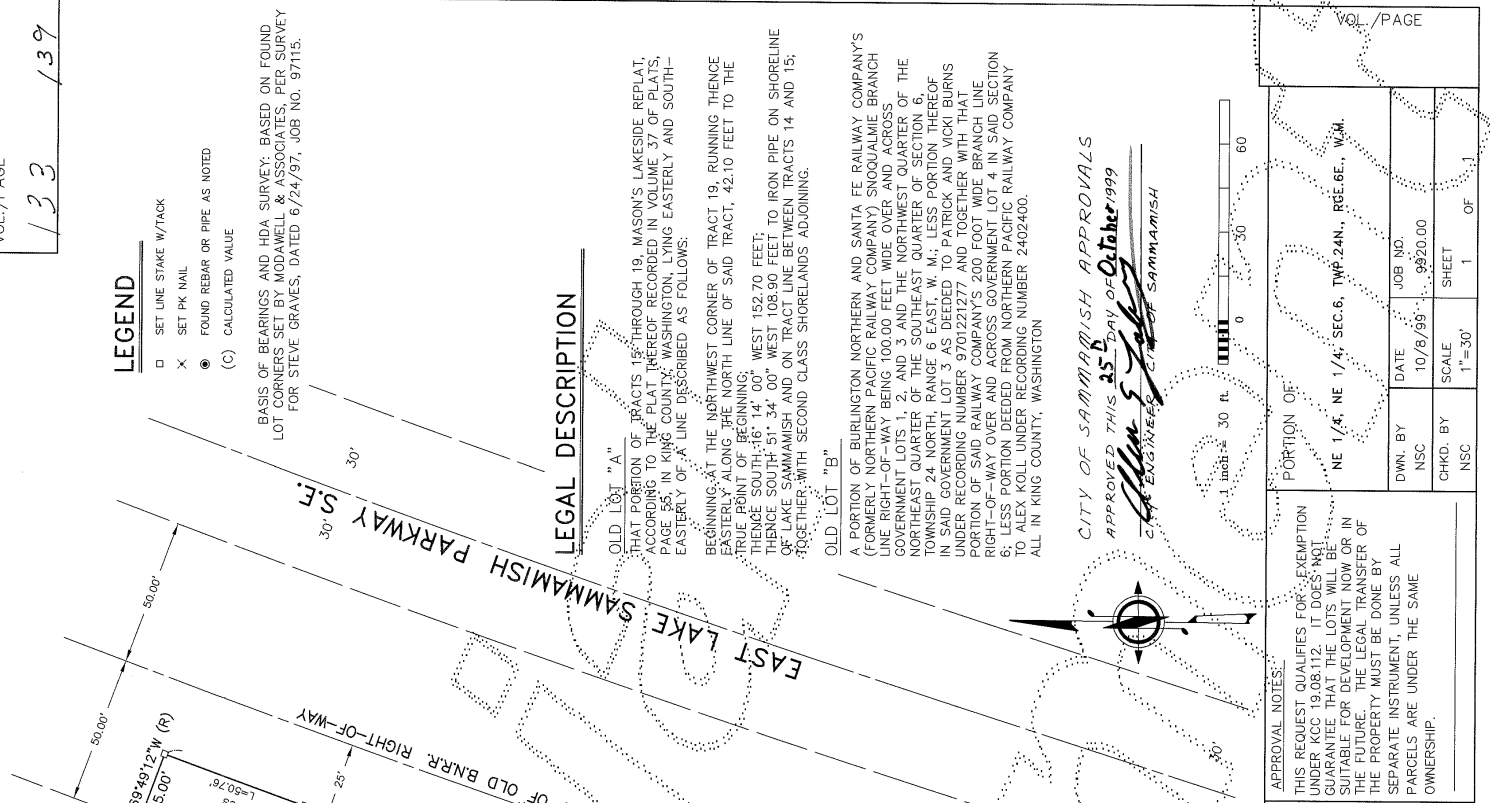 VOL./PAGE
133 139
LEGEND
SET LINE STAKE W/TACK
SET PK NAIL
FOUND REBAR OR PIPE AS NOTED
(C) CALCULATED VALUE
BASIS OF BEARINGS AND HDA SURVEY: BASED ON FOUND
LOT CORNERS SET BY MODAWELL & ASSOCIATES, PER SURVEY
FOR STEVE GRAVES, DATED 6/24/97, JOB NO. 97115.
LEGAL DESCRIPTION
OLD LOT "A"
THAT PORTION OF TRACTS 15 THROUGH 19, MASON'S LAKESIDE REPLAT,
ACCORDING TO THE PLAT THEREOF RECORDED IN VOLUME 37 OF PLATS,
PAGE 55, IN KING COUNTY, WASHINGTON, LYING EASTERLY AND SOUTH-
EASTERLY OF A LINE DESCRIBED AS FOLLOWS:
BEGINNING AT THE NORTHWEST CORNER OF TRACT 19, RUNNING THENCE
EASTERLY ALONG THE NORTH LINE OF SAID TRACT, 42.10 FEET TO THE
TRUE POINT OF BEGINNING;
THENCE SOUTH 16° 14' 00" WEST 152.70 FEET;
THENCE SOUTH 51° 34' 00" WEST 108.90 FEET TO IRON PIPE ON SHORELINE
OF LAKE SAMMAMISH AND ON TRACT LINE BETWEEN TRACTS 14 AND 15;
TOGETHER WITH SECOND CLASS SHORELANDS ADJOINING.
OLD LOT "B"
A PORTION OF BURLINGTON NORTHERN AND SANTA FE RAILWAY COMPANY'S
(FORMERLY NORTHERN PACIFIC RAILWAY COMPANY) SNOQUALMIE BRANCH
LINE RIGHT-OF-WAY BEING 100.00 FEET WIDE OVER AND ACROSS
GOVERNMENT LOTS 1, 2, AND 3 AND THE NORTHWEST QUARTER OF THE
NORTHEAST QUARTER OF THE SOUTHEAST QUARTER OF SECTION 6,
TOWNSHIP 24 NORTH, RANGE 6 EAST, W. M.; LESS PORTION THEREOF
IN SAID GOVERNMENT LOT 3 AS DEEDED TO PATRICK AND VICKI BURNS
UNDER RECORDING NUMBER 9701221277 AND TOGETHER WITH THAT
PORTION OF SAID RAILWAY COMPANY'S 200 FOOT WIDE BRANCH LINE
RIGHT-OF-WAY OVER AND ACROSS GOVERNMENT LOT 4 IN SAID SECTION
6; LESS PORTION DEEDED FROM NORTHERN PACIFIC RAILWAY COMPANY
TO ALEX KOLL UNDER RECORDING NUMBER 2402400.
ALL IN KING COUNTY, WASHINGTON
CITY OF SAMMAMISH APPROVALS
APPROVED THIS 25th DAY OF October 1999
ENGINEER, CITY OF SAMMAMISH
1 inch = 30 ft.
0 30 60
EAST LAKE SAMMAMISH PARKWAY S.E.
30'
30'
30'
50.00'
50.00'
OF OLD B.N.R.R. RIGHT-OF-WAY
25'
69°49'12"W (R)
5.00'
L=50.76'
APPROVAL NOTES:
THIS REQUEST QUALIFIES FOR EXEMPTION
UNDER KCC 19.08.112. IT DOES NOT
GUARANTEE THAT THE LOTS WILL BE
SUITABLE FOR DEVELOPMENT NOW OR IN
THE FUTURE. THE LEGAL TRANSFER OF
THE PROPERTY MUST BE DONE BY
SEPARATE INSTRUMENT, UNLESS ALL
PARCELS ARE UNDER THE SAME
OWNERSHIP.
PORTION OF
NE 1/4, NE 1/4, SEC.6, TWP.24N., RGE.6E., W.M.
DWN. BY NSC
DATE 10/8/99
JOB NO. 9920.00
CHKD. BY NSC
SCALE 1"=30'
SHEET 1 OF 1
VOL./PAGE